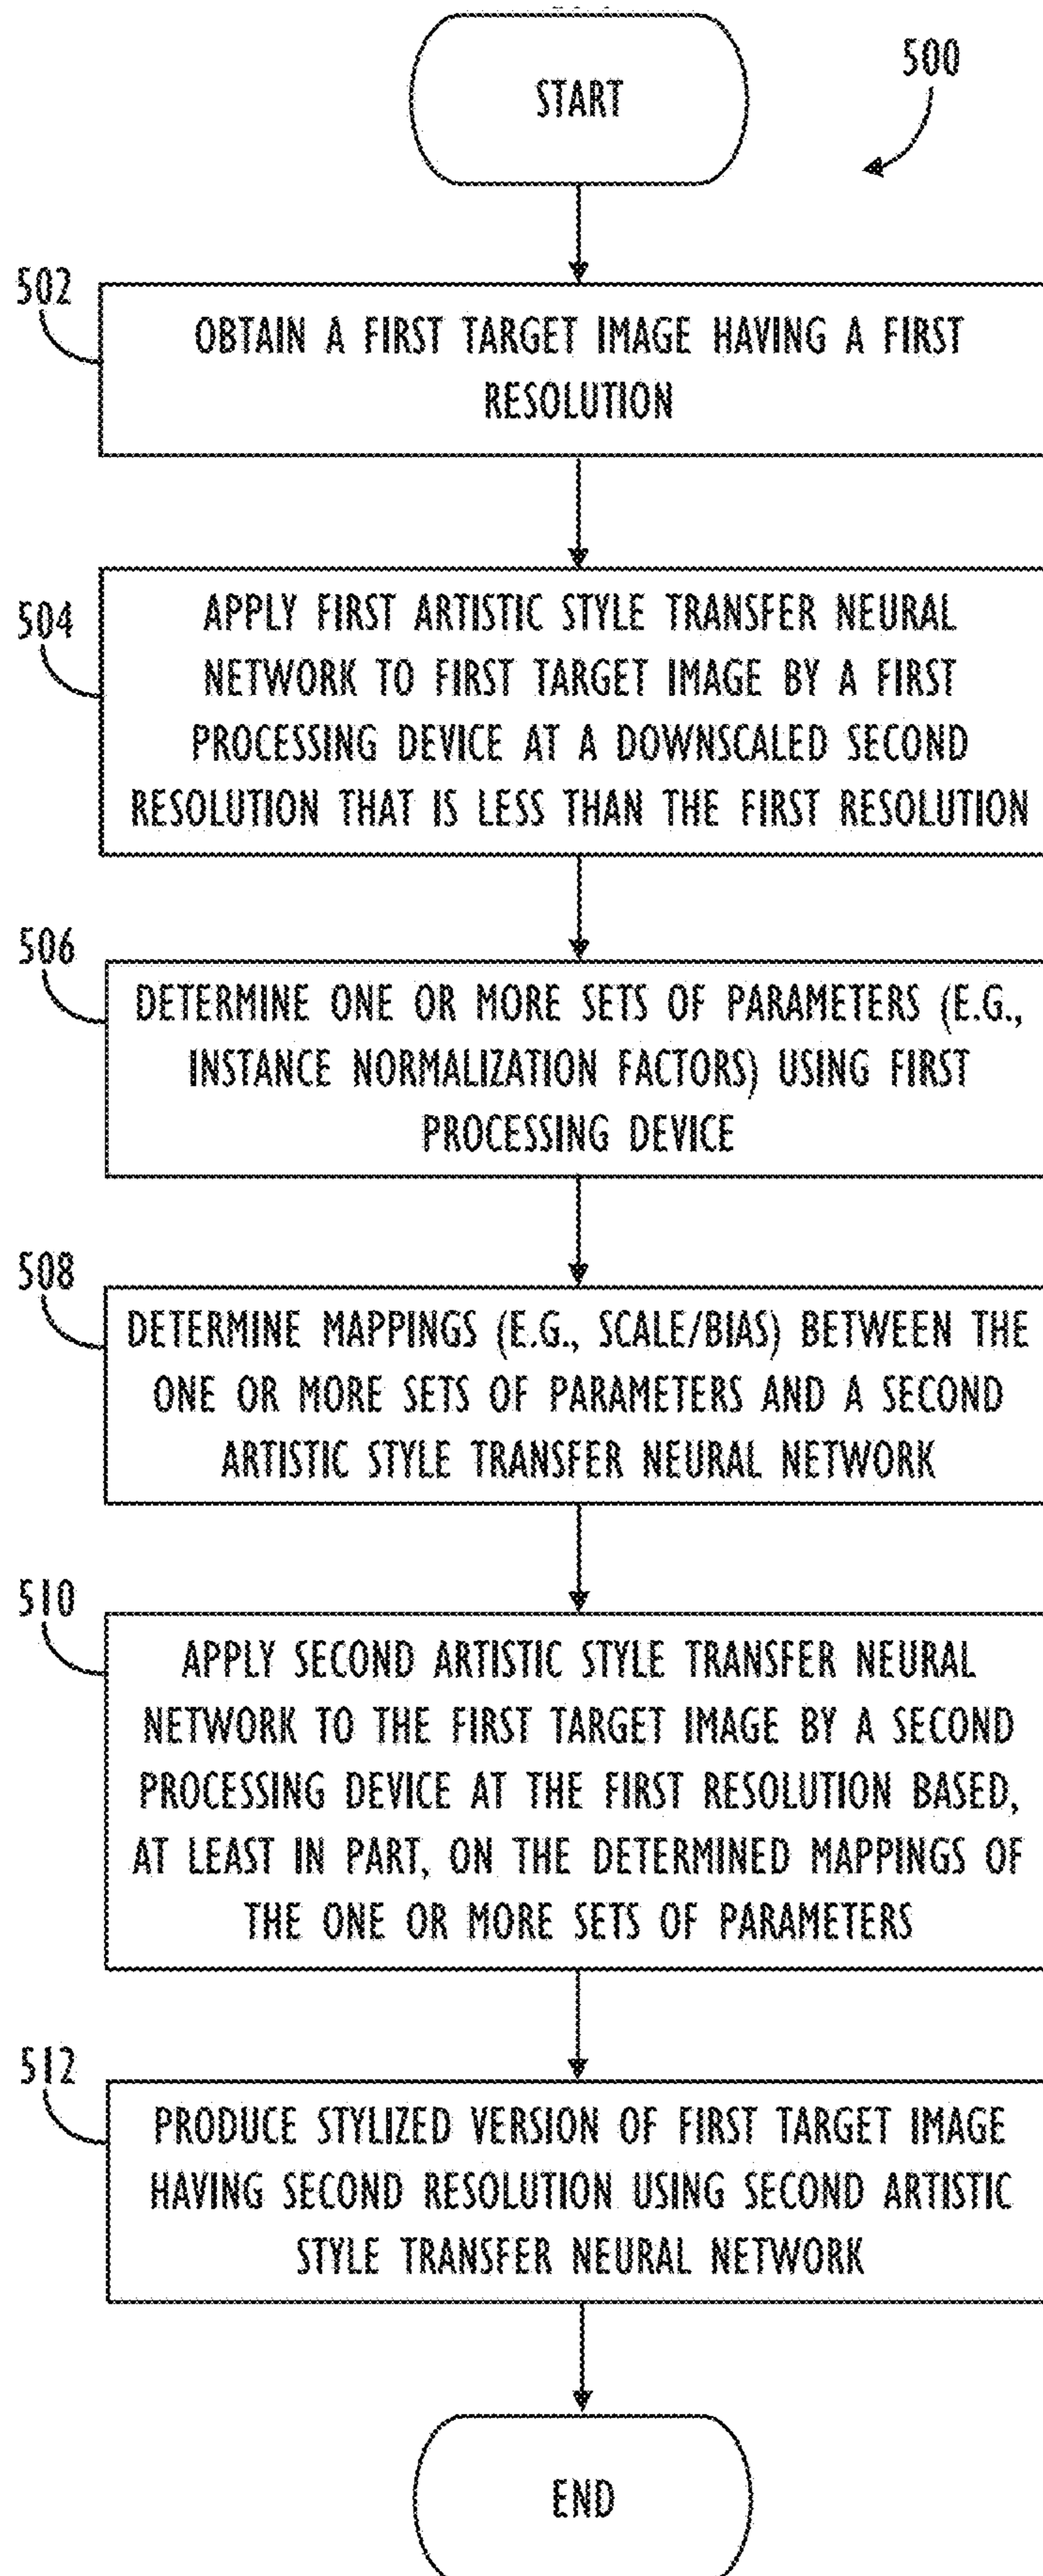 START
500
502
OBTAIN A FIRST TARGET IMAGE HAVING A FIRST
RESOLUTION
504
APPLY FIRST ARTISTIC STYLE TRANSFER NEURAL
NETWORK TO FIRST TARGET IMAGE BY A FIRST
PROCESSING DEVICE AT A DOWNSCALED SECOND
RESOLUTION THAT IS LESS THAN THE FIRST RESOLUTION
506
DETERMINE ONE OR MORE SETS OF PARAMETERS (E.G.,
INSTANCE NORMALIZATION FACTORS) USING FIRST
PROCESSING DEVICE
508
DETERMINE MAPPINGS (E.G., SCALE/BIAS) BETWEEN THE
ONE OR MORE SETS OF PARAMETERS AND A SECOND
ARTISTIC STYLE TRANSFER NEURAL NETWORK
510
APPLY SECOND ARTISTIC STYLE TRANSFER NEURAL
NETWORK TO THE FIRST TARGET IMAGE BY A SECOND
PROCESSING DEVICE AT THE FIRST RESOLUTION BASED,
AT LEAST IN PART, ON THE DETERMINED MAPPINGS OF
THE ONE OR MORE SETS OF PARAMETERS
512
PRODUCE STYLIZED VERSION OF FIRST TARGET IMAGE
HAVING SECOND RESOLUTION USING SECOND ARTISTIC
STYLE TRANSFER NEURAL NETWORK
END